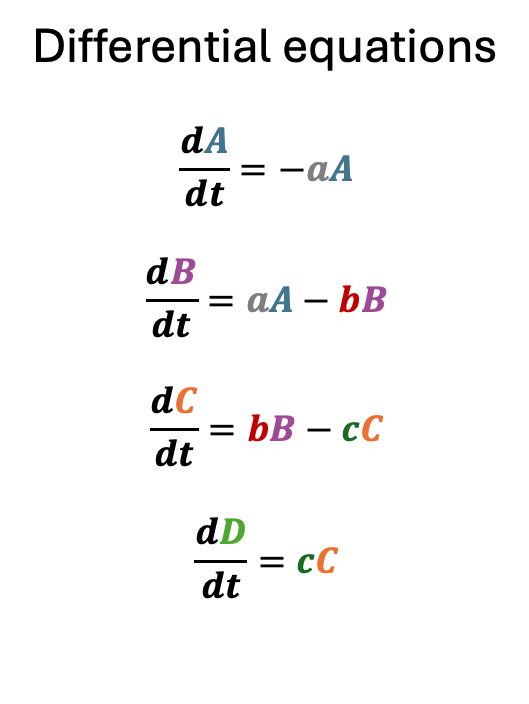 Differential equations
dA/dt = −aA
dB/dt = aA − bB
dC/dt = bB − cC
dD/dt = cC